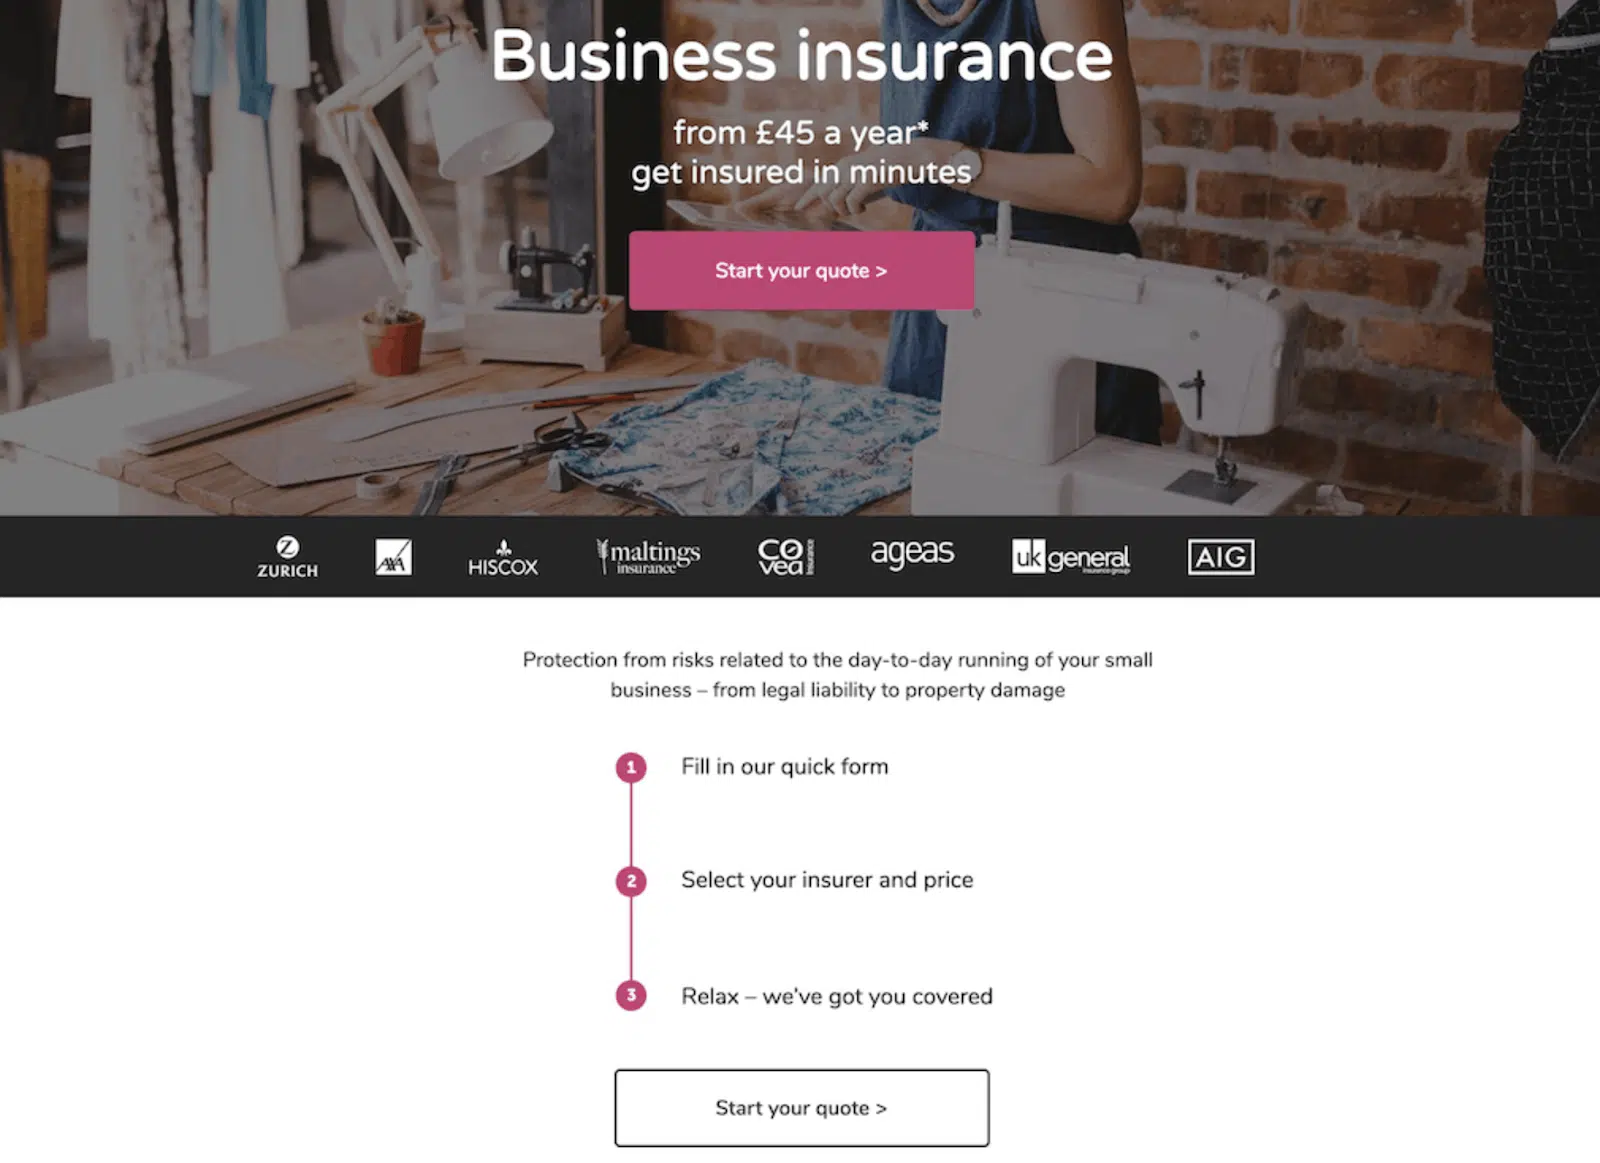 Business insurance
from £45 a year*
get insured in minutes
Start your quote >
Z
ZURICH
AXA
HISCOX
maltings
insurance
COVEA
insurance
ageas
uk general
insurance group
AIG
Protection from risks related to the day-to-day running of your small
business – from legal liability to property damage
1 Fill in our quick form
2 Select your insurer and price
3 Relax – we've got you covered
Start your quote >